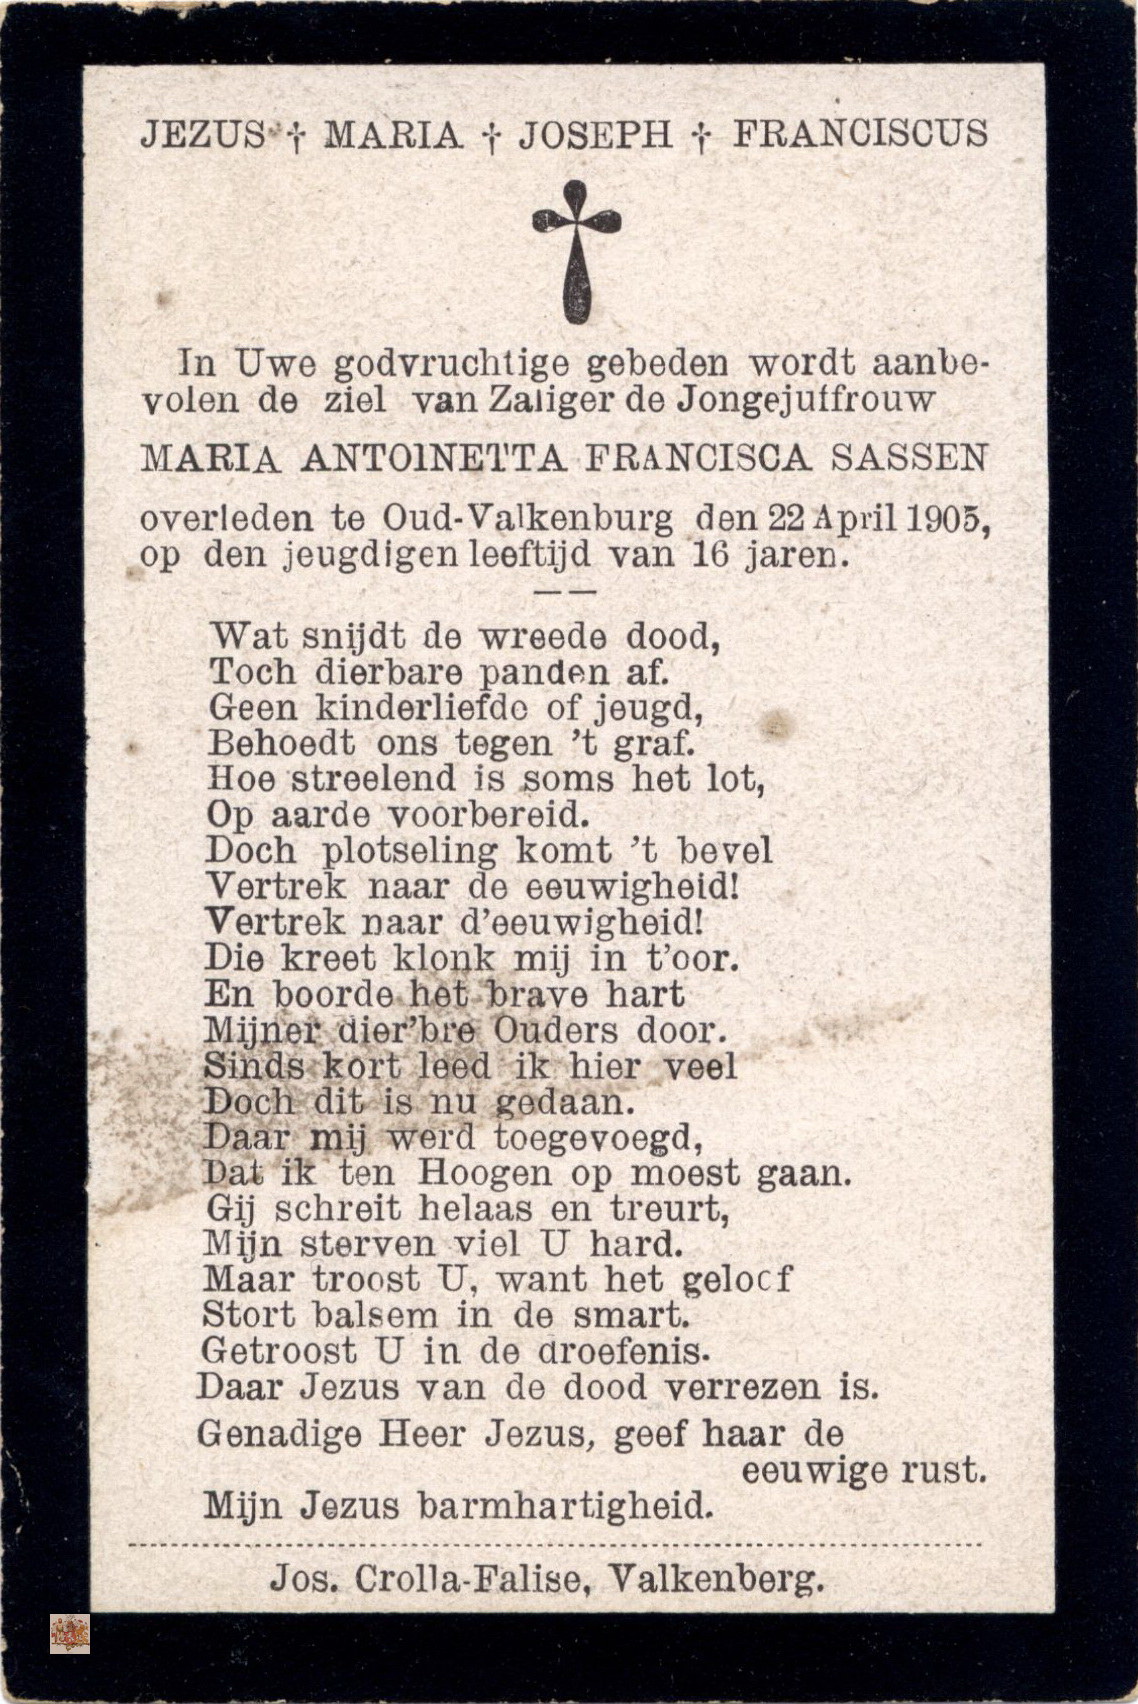 JEZUS † MARIA † JOSEPH † FRANCISCUS
In Uwe godvruchtige gebeden wordt aanbe-
volen de ziel van Zaliger de Jongejuffrouw
MARIA ANTOINETTA FRANCISCA SASSEN
overleden te Oud-Valkenburg den 22 April 1905,
op den jeugdigen leeftijd van 16 jaren.
Wat snijdt de wreede dood,
Toch dierbare panden af.
Geen kinderliefde of jeugd,
Behoedt ons tegen 't graf.
Hoe streelend is soms het lot,
Op aarde voorbereid.
Doch plotseling komt 't bevel
Vertrek naar de eeuwigheid!
Vertrek naar d'eeuwigheid!
Die kreet klonk mij in t'oor.
En boorde het brave hart
Mijner dier'bre Ouders door.
Sinds kort leed ik hier veel
Doch dit is nu gedaan.
Daar mij werd toegevoegd,
Dat ik ten Hoogen op moest gaan.
Gij schreit helaas en treurt,
Mijn sterven viel U hard.
Maar troost U, want het geloof
Stort balsem in de smart.
Getroost U in de droefenis.
Daar Jezus van de dood verrezen is.
Genadige Heer Jezus, geef haar de
eeuwige rust.
Mijn Jezus barmhartigheid.
Jos. Crolla-Falise, Valkenberg.